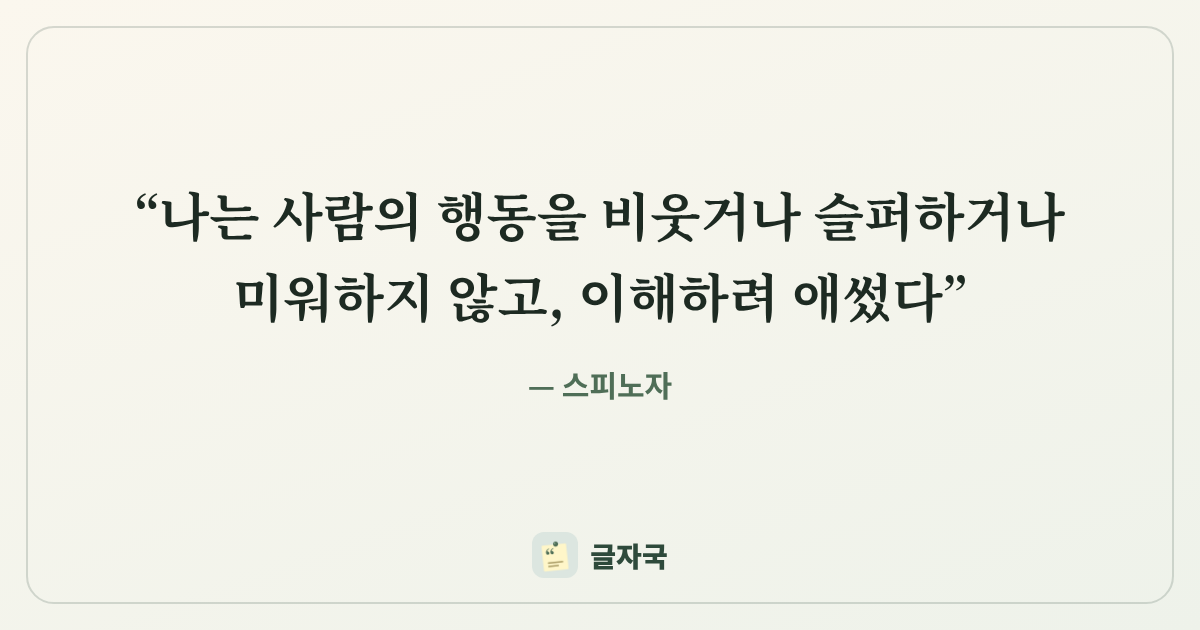 “나는 사람의 행동을 비웃거나 슬퍼하거나
미워하지 않고, 이해하려 애썼다”
— 스피노자
글자국